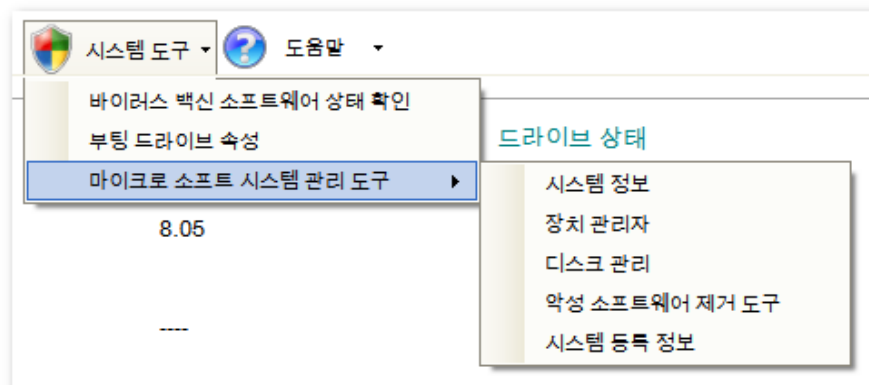 시스템 도구 도움말
바이러스 백신 소프트웨어 상태 확인
부팅 드라이브 속성
마이크로 소프트 시스템 관리 도구
드라이브 상태
시스템 정보
장치 관리자
디스크 관리
악성 소프트웨어 제거 도구
시스템 등록 정보
8.05
----